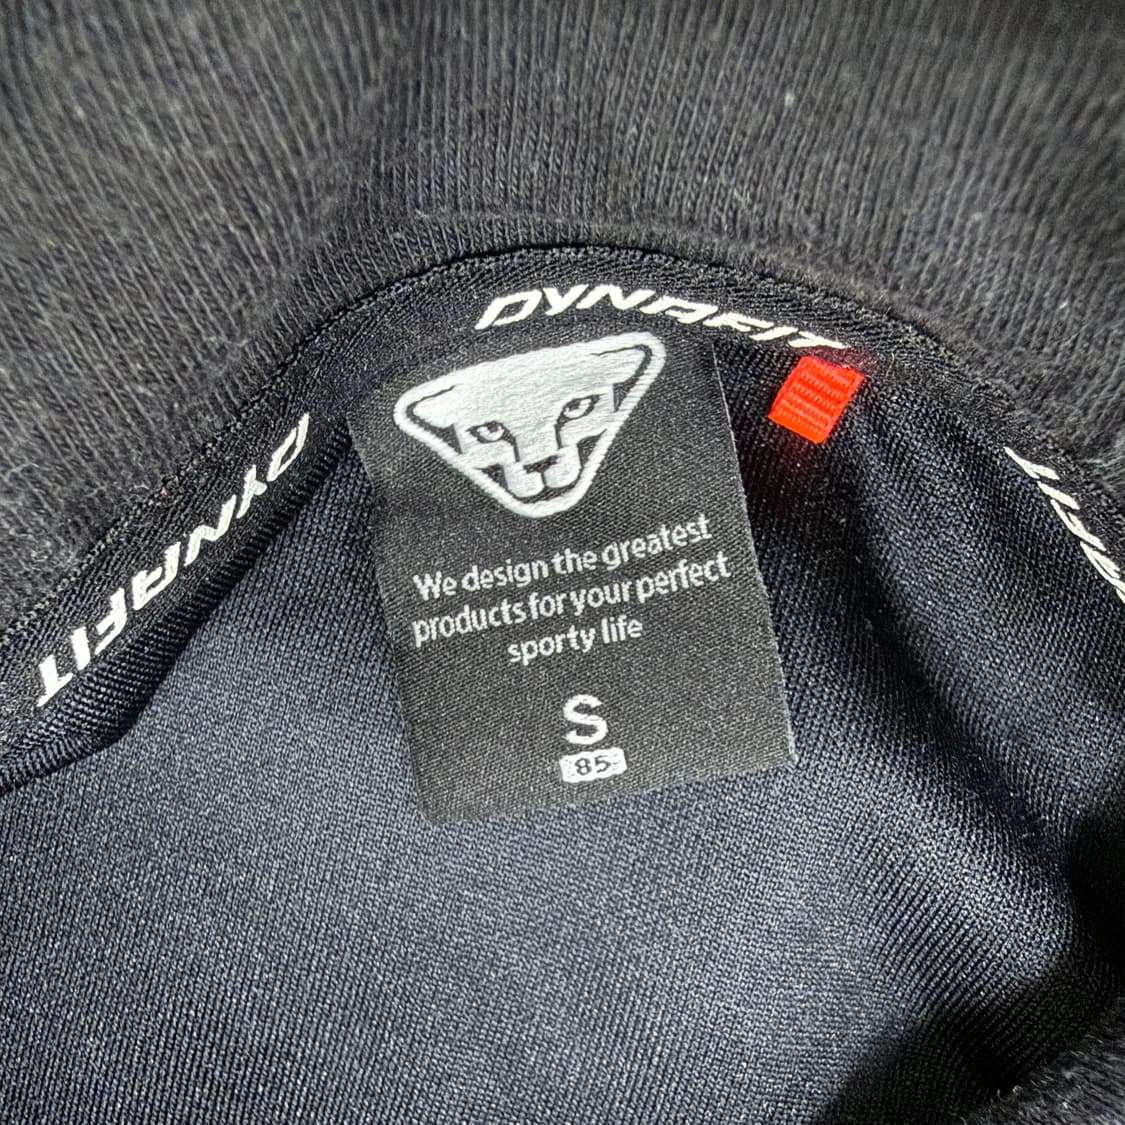 DYNAFIT
DYNAFIT
We design the greatest
products for your perfect
sporty life
S
85